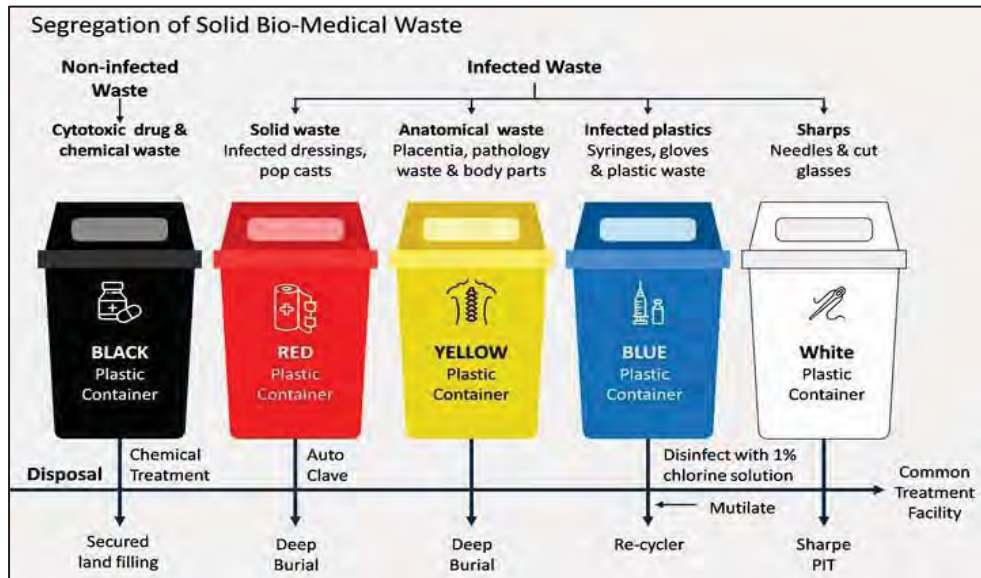 Segregation of Solid Bio-Medical Waste
Non-infected
Waste
Infected Waste
Cytotoxic drug &
chemical waste
Solid waste
Infected dressings,
pop casts
Anatomical waste
Placentia, pathology
waste & body parts
Infected plastics
Syringes, gloves
& plastic waste
Sharps
Needles & cut
glasses
BLACK
Plastic
Container
RED
Plastic
Container
YELLOW
Plastic
Container
BLUE
Plastic
Container
White
Plastic
Container
Disposal
Chemical
Treatment
Auto
Clave
Disinfect with 1%
chlorine solution
Mutilate
Common
Treatment
Facility
Secured
land filling
Deep
Burial
Deep
Burial
Re-cycler
Sharpe
PIT